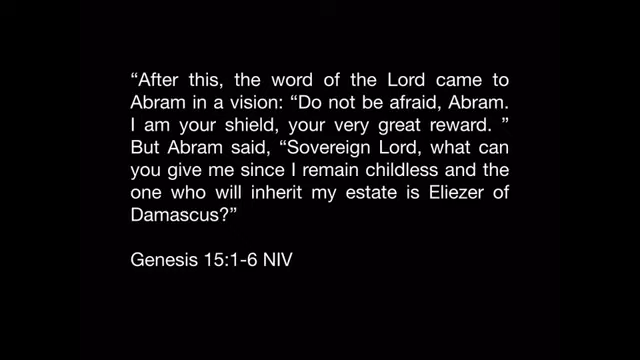 “After this, the word of the Lord came to
Abram in a vision: “Do not be afraid, Abram.
I am your shield, your very great reward. ”
But Abram said, “Sovereign Lord, what can
you give me since I remain childless and the
one who will inherit my estate is Eliezer of
Damascus?”
Genesis 15:1-6 NIV